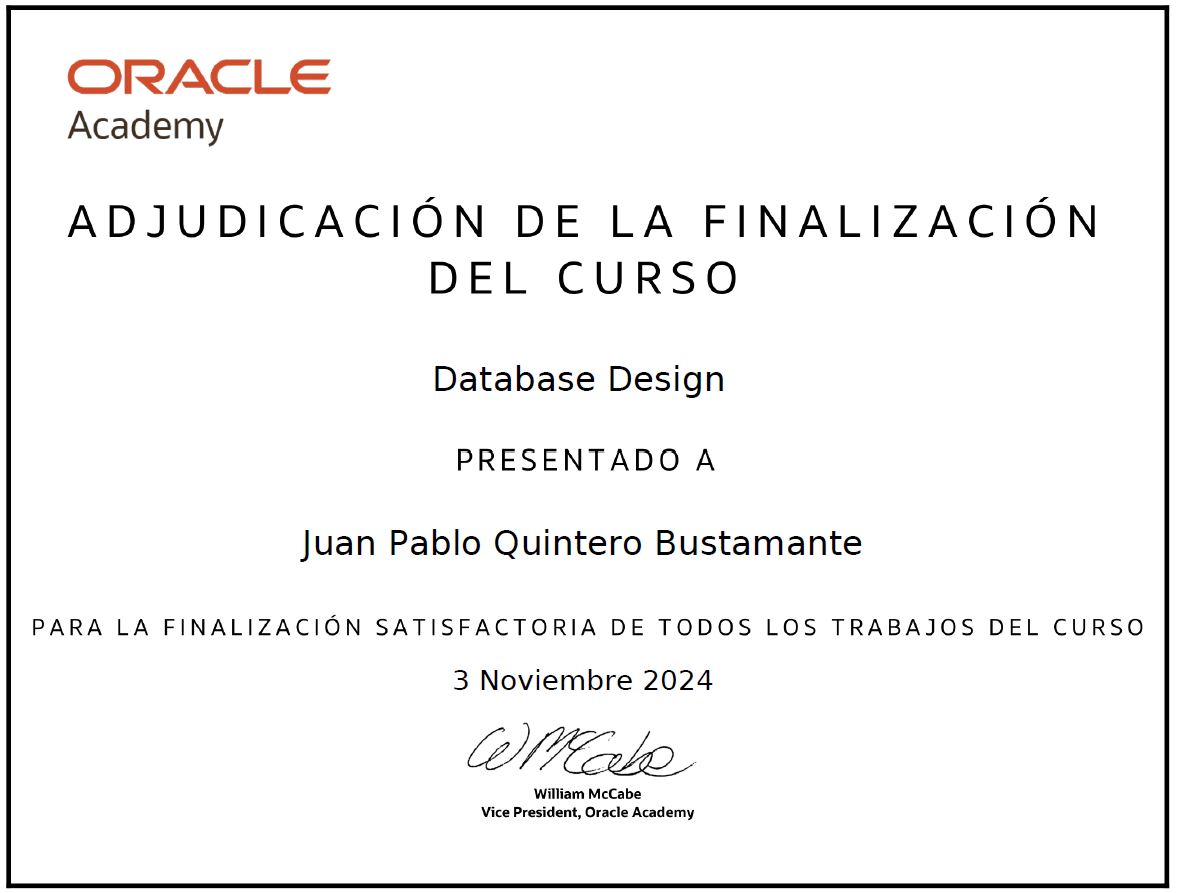 ORACLE
Academy
ADJUDICACIÓN DE LA FINALIZACIÓN
DEL CURSO
Database Design
PRESENTADO A
Juan Pablo Quintero Bustamante
PARA LA FINALIZACIÓN SATISFACTORIA DE TODOS LOS TRABAJOS DEL CURSO
3 Noviembre 2024
W McCabe
William McCabe
Vice President, Oracle Academy